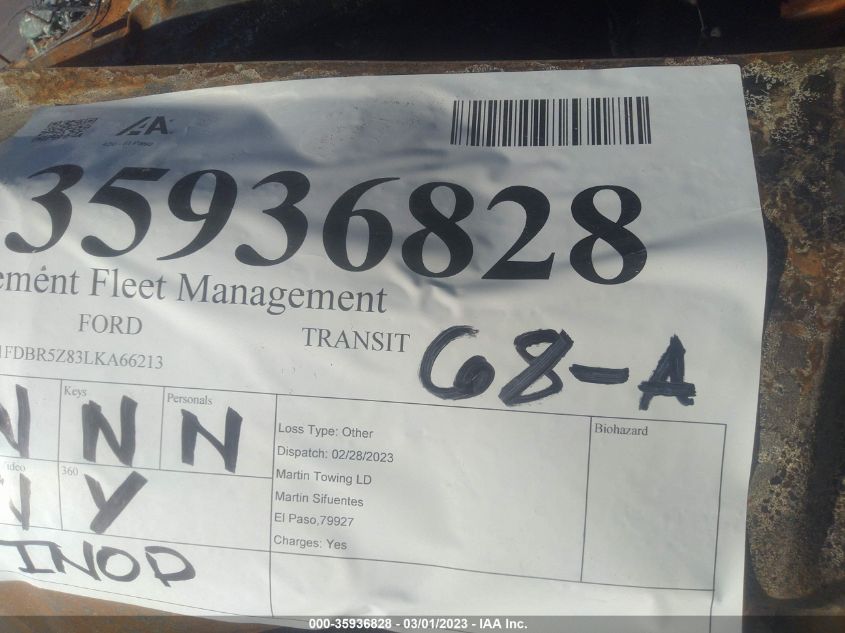 IAA
35936828
ement Fleet Management
FORD
TRANSIT
1FDBR5Z83LKA66213
68-A
Keys
Personals
N
N
N
Loss Type: Other
Biohazard
Dispatch: 02/28/2023
Video
360
Martin Towing LD
N
Y
Martin Sifuentes
El Paso,79927
Charges: Yes
INOP
000-35936828 - 03/01/2023 - IAA Inc.